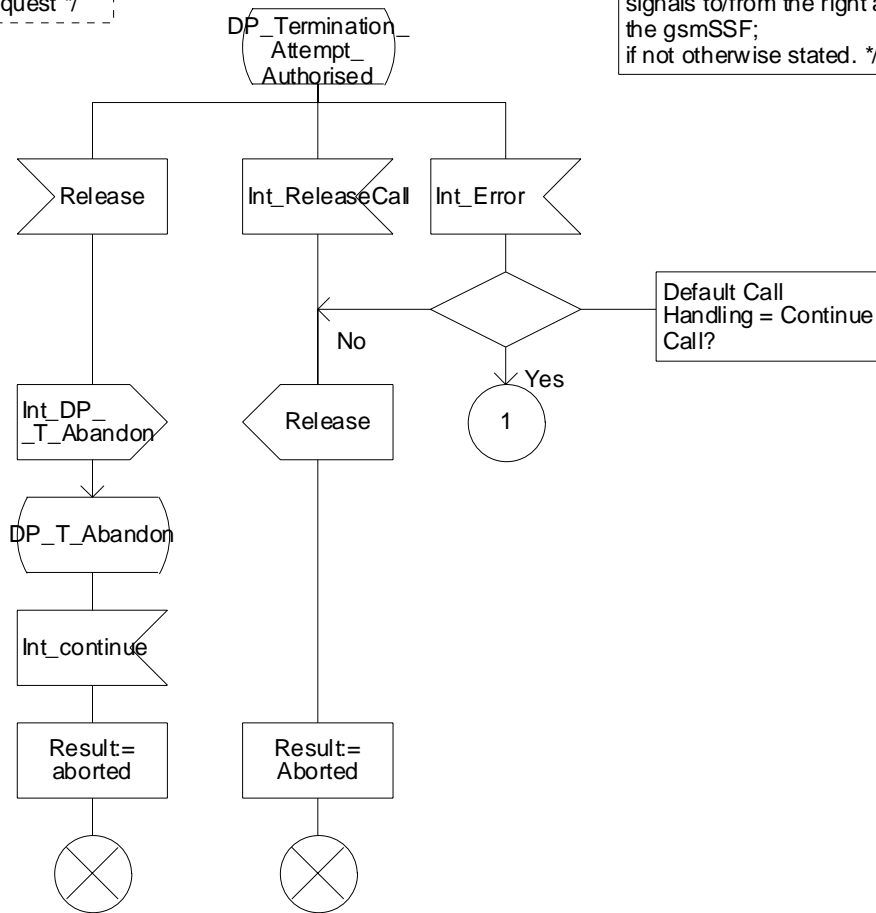 quest */
signals to/from the right a
the gsmSSF;
if not otherwise stated. */
DP_Termination_
Attempt_
Authorised
Release
Int_ReleaseCall
Int_Error
Default Call
Handling = Continue
Call?
No
Yes
Int_DP_
_T_Abandon
Release
1
DP_T_Abandon
Int_continue
Result:=
aborted
Result:=
Aborted